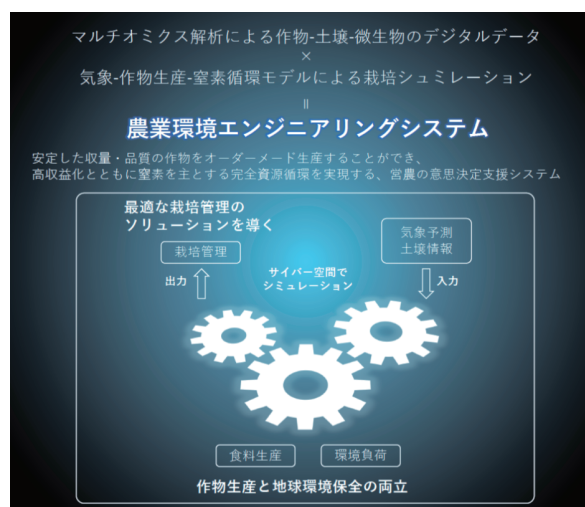 マルチオミクス解析による作物-土壌-微生物のデジタルデータ
×
気象-作物生産-窒素循環モデルによる栽培シュミレーション
=
農業環境エンジニアリングシステム
安定した収量・品質の作物をオーダーメード生産することができ、
高収益化とともに窒素を主とする完全資源循環を実現する、営農の意思決定支援システム
最適な栽培管理の
ソリューションを導く
栽培管理
出力
サイバー空間で
シミュレーション
気象予測
土壌情報
入力
食料生産
環境負荷
作物生産と地球環境保全の両立